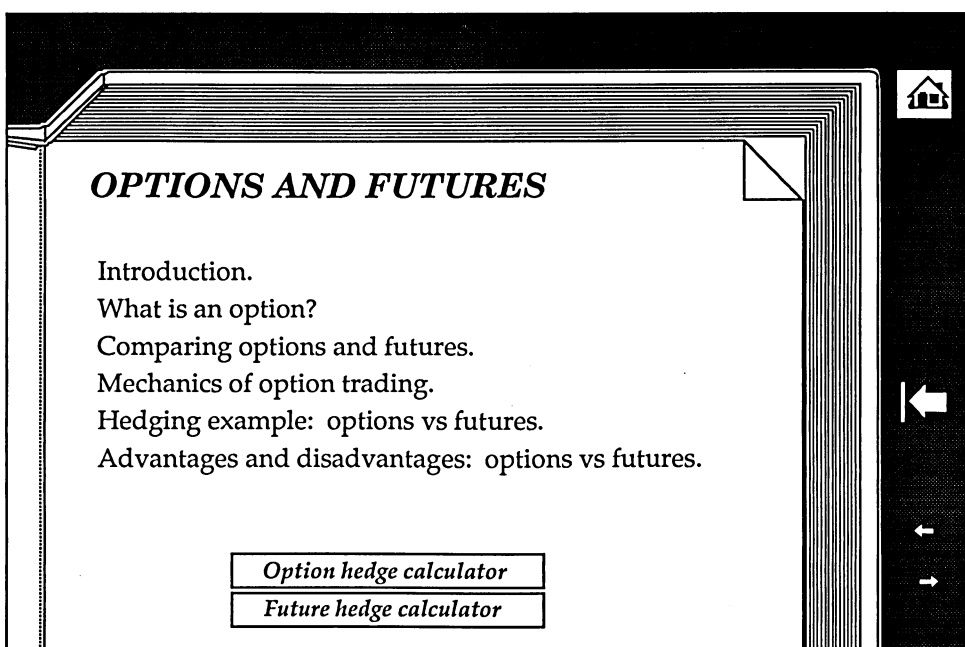 OPTIONS AND FUTURES
Introduction.
What is an option?
Comparing options and futures.
Mechanics of option trading.
Hedging example: options vs futures.
Advantages and disadvantages: options vs futures.
Option hedge calculator
Future hedge calculator